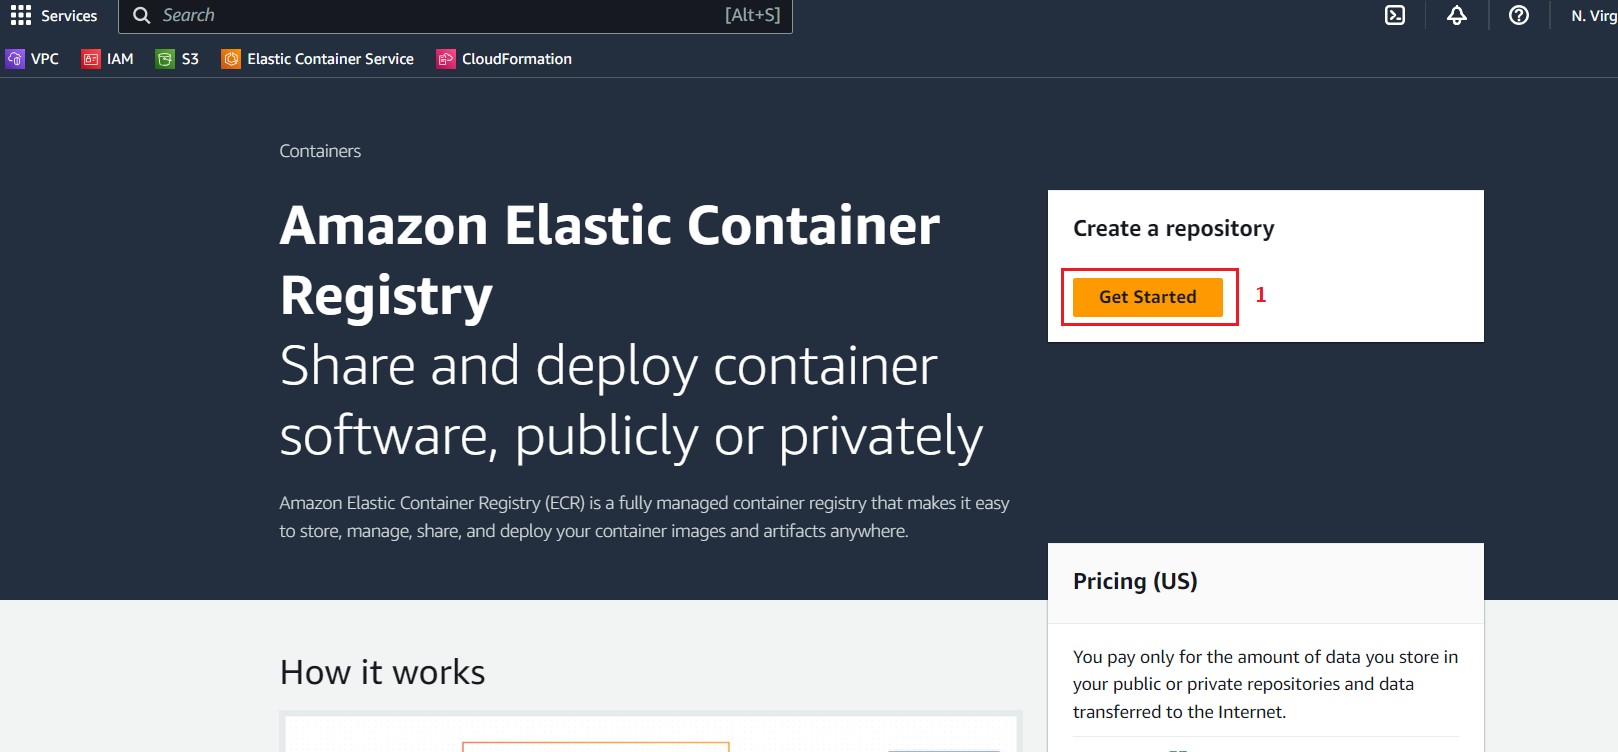 Services
Search
[Alt+S]
N. Virg
VPC
IAM
S3
Elastic Container Service
CloudFormation
Containers
Amazon Elastic Container
Registry
Share and deploy container
software, publicly or privately
Amazon Elastic Container Registry (ECR) is a fully managed container registry that makes it easy
to store, manage, share, and deploy your container images and artifacts anywhere.
Create a repository
Get Started
1
Pricing (US)
You pay only for the amount of data you store in
your public or private repositories and data
transferred to the Internet.
How it works